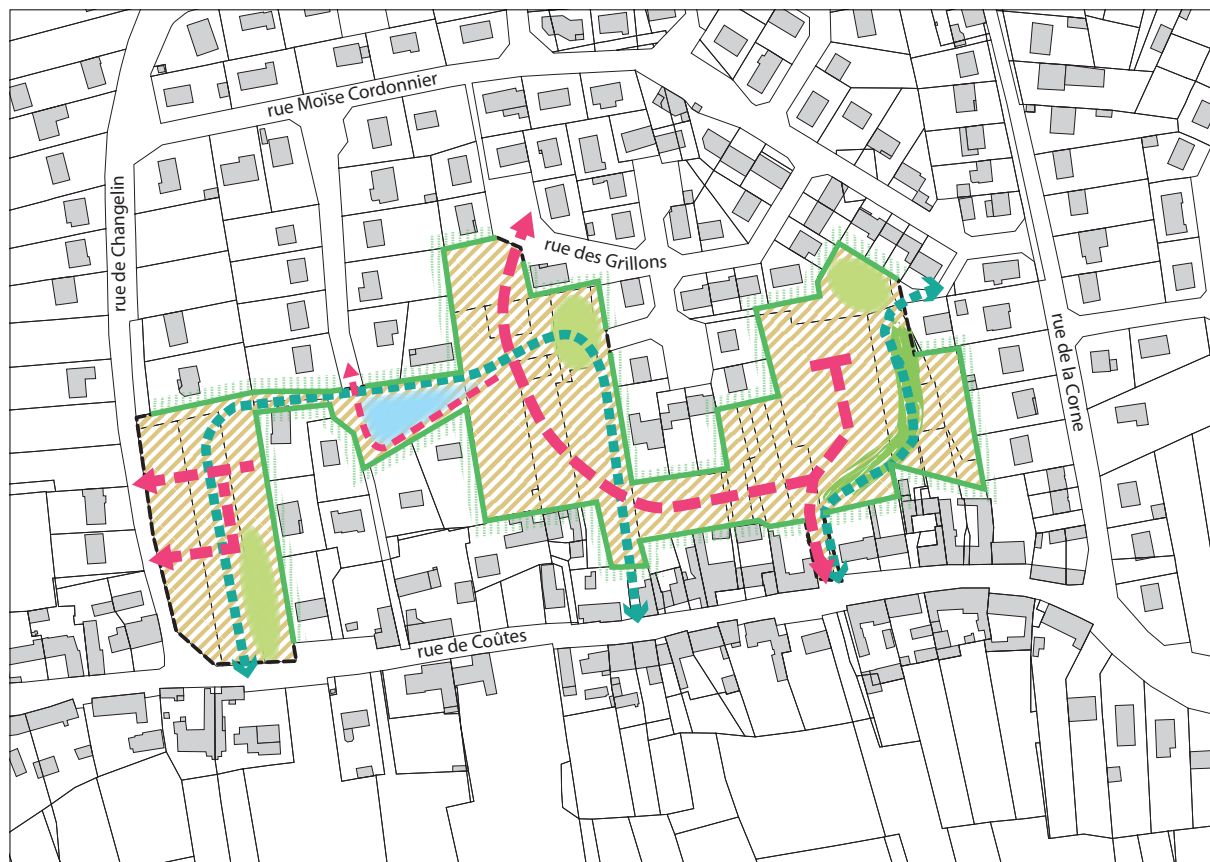 rue Moïse Cordonnier
rue de Changelin
rue des Grillons
rue de la Corne
rue de Coûtes